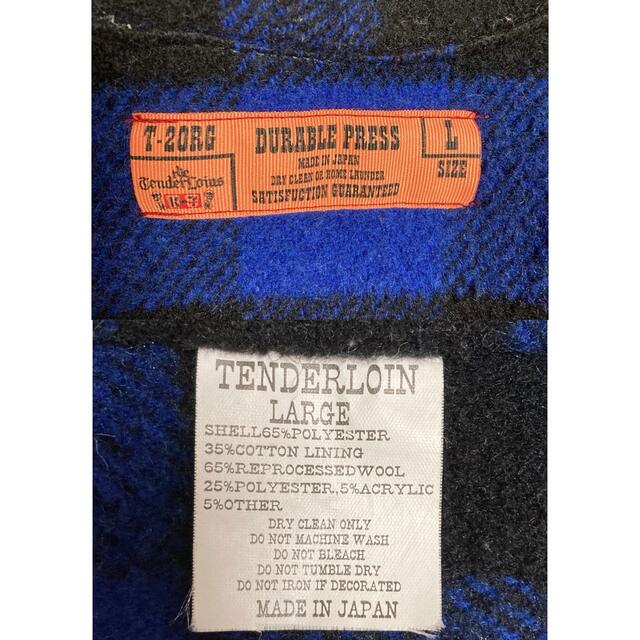 T-20RG
The
TenderLoins
DURABLE PRESS
MADE IN JAPAN
DRY CLEAN OR HOME LAUNDER
SATISFUCTION GUARANTEED
L
SIZE
TENDERLOIN
LARGE
SHELL65%POLYESTER
35%COTTON LINING
65%REPROCESSEDWOOL
25%POLYESTER,5%ACRYLIC
5%OTHER
DRY CLEAN ONLY
DO NOT MACHINE WASH
DO NOT BLEACH
DO NOT TUMBLE DRY
DO NOT IRON IF DECORATED
MADE IN JAPAN